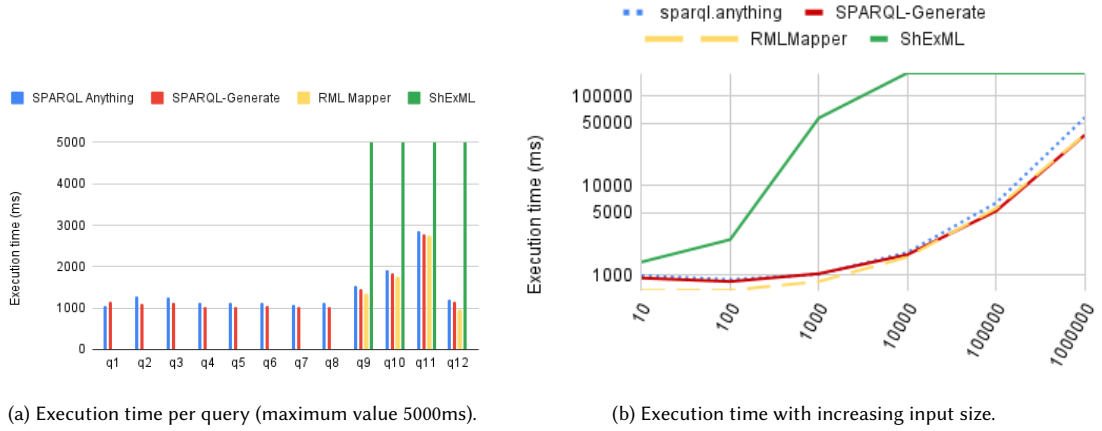 SPARQL Anything SPARQL-Generate RML Mapper ShExML
Execution time (ms)
5000
4000
3000
2000
1000
0
q1 q2 q3 q4 q5 q6 q7 q8 q9 q10 q11 q12
(a) Execution time per query (maximum value 5000ms).
sparql.anything SPARQL-Generate
RMLMapper ShExML
Execution time (ms)
100000
50000
10000
5000
1000
10 100 1000 10000 100000 1000000
(b) Execution time with increasing input size.